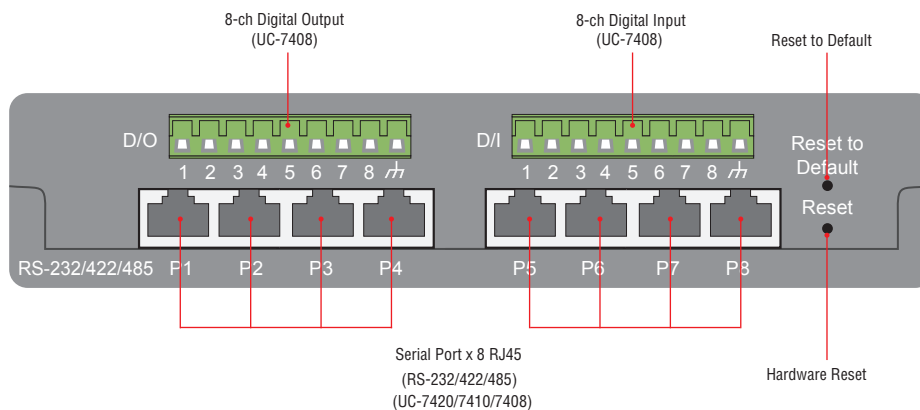 8-ch Digital Output
(UC-7408)
8-ch Digital Input
(UC-7408)
Reset to Default
D/O
1 2 3 4 5 6 7 8
D/I
1 2 3 4 5 6 7 8
Reset to
Default
Reset
RS-232/422/485 P1 P2 P3 P4 P5 P6 P7 P8
Serial Port x 8 RJ45
(RS-232/422/485)
(UC-7420/7410/7408)
Hardware Reset